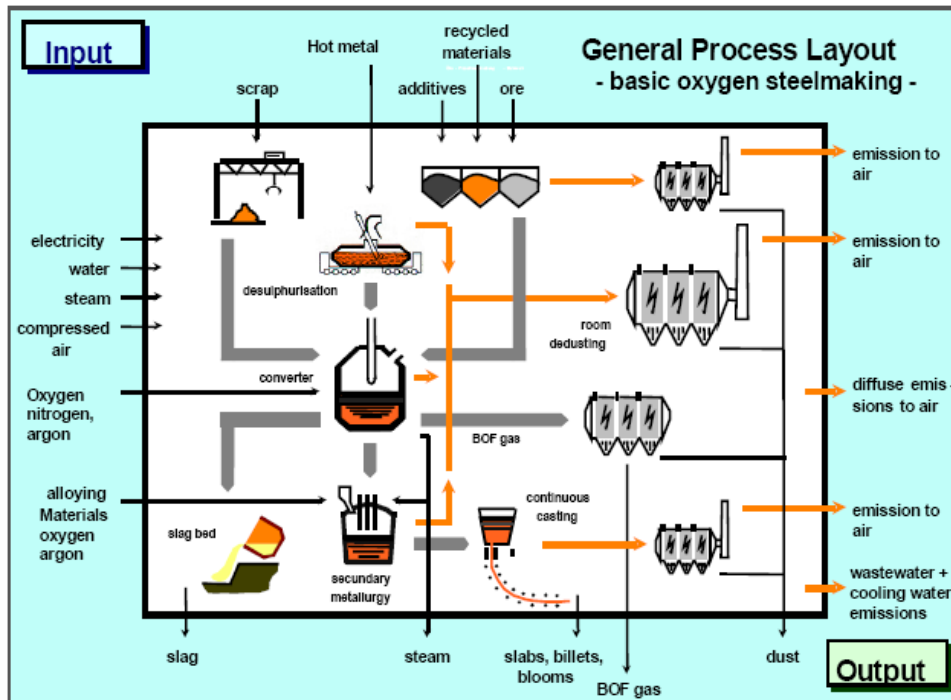 Input
General Process Layout
- basic oxygen steelmaking -
recycled
materials
Hot metal
scrap
additives
ore
emission to
air
electricity
water
steam
compressed
air
emission to
air
desulphurisation
room
dedusting
converter
Oxygen
nitrogen,
argon
diffuse emis -
sions to air
BOF gas
alloying
Materials
oxygen
argon
continuous
casting
emission to
air
slag bed
secundary
metallurgy
wastewater +
cooling water
emissions
slag
steam
slabs, billets,
blooms
dust
BOF gas
Output